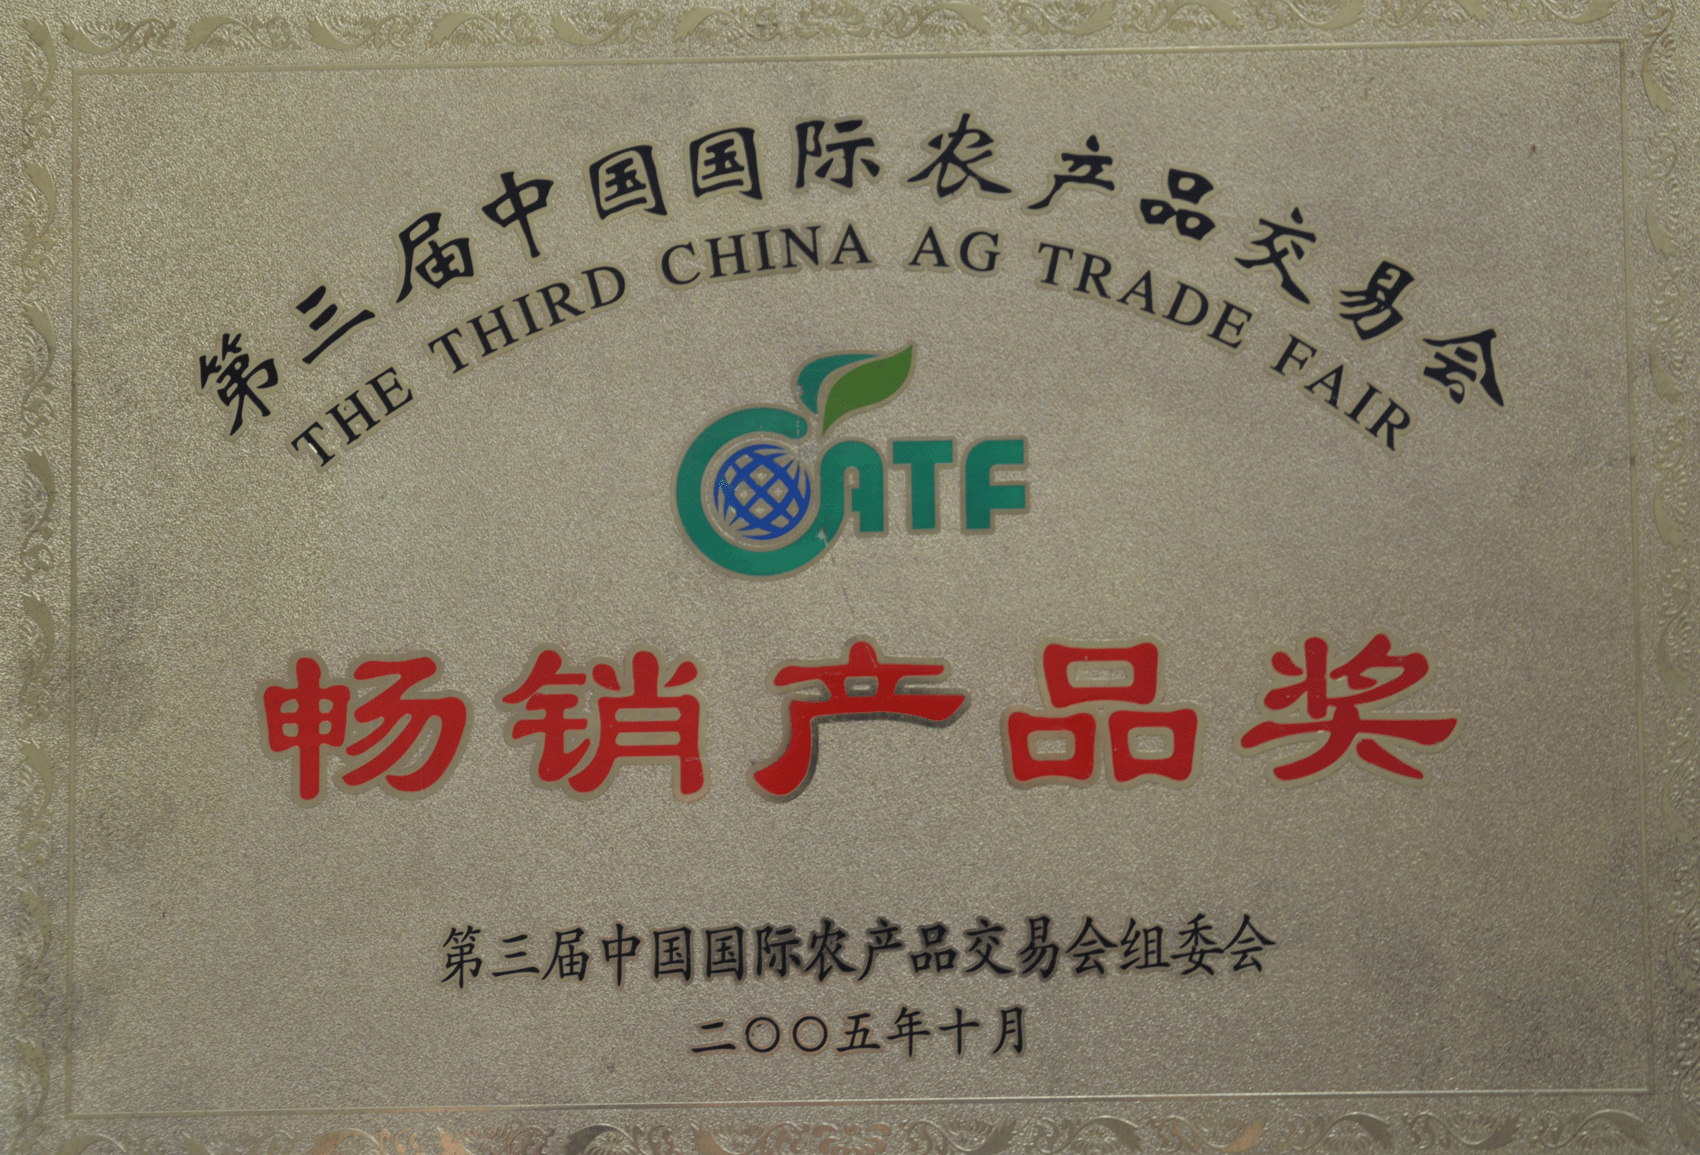 第三届中国国际农产品交易会
THE THIRD CHINA AG TRADE FAIR
CATF
畅销产品奖
第三届中国国际农产品交易会组委会
二〇〇五年十月